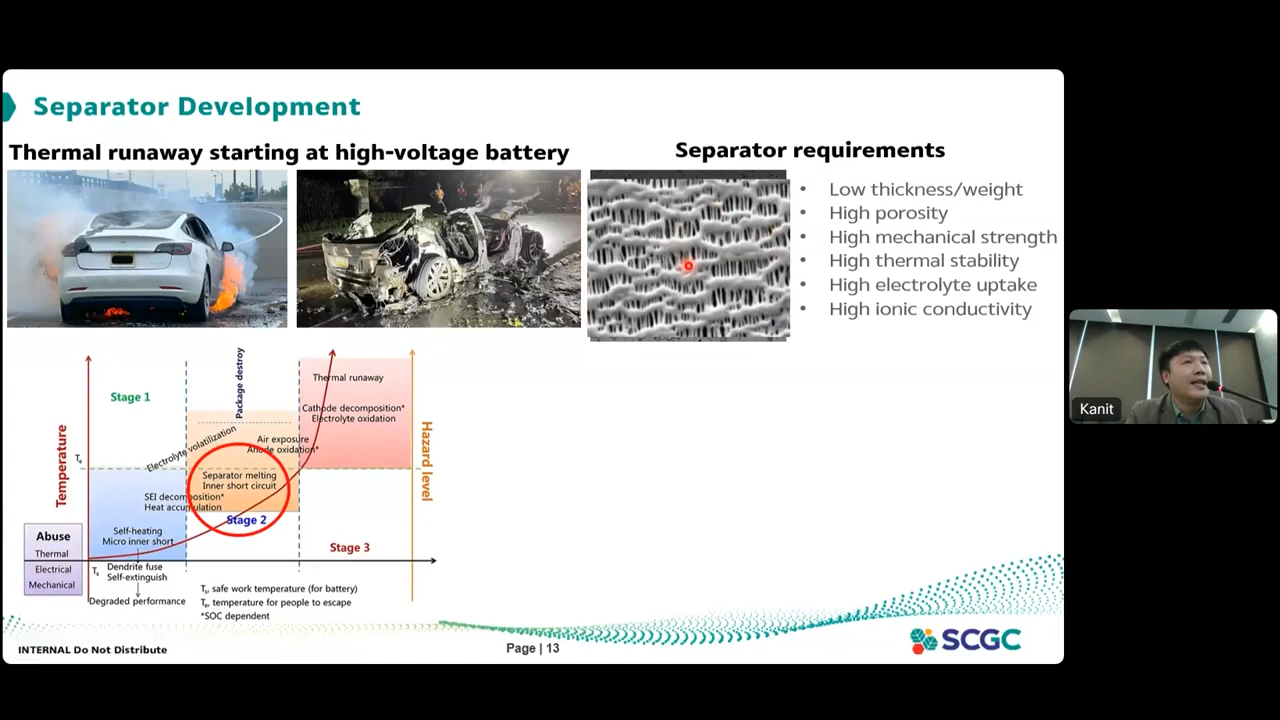 Separator Development
Thermal runaway starting at high-voltage battery
Separator requirements
• Low thickness/weight
• High porosity
• High mechanical strength
• High thermal stability
• High electrolyte uptake
• High ionic conductivity
Temperature
Stage 1
Package destroy
Thermal runaway
Cathode decomposition*
Electrolyte oxidation
Electrolyte volatilization
Air exposure
Anode oxidation*
Te
Hazard level
Separator melting
Inner short circuit
SEI decomposition*
Heat accumulation
Stage 2
Self-heating
Micro inner short
Stage 3
Abuse
Thermal
Electrical
Mechanical
Ts
Dendrite fuse
Self-extinguish
Degraded performance
Ts, safe work temperature (for battery)
Te, temperature for people to escape
*SOC dependent
INTERNAL Do Not Distribute
Page | 13
SCGC
Kanit